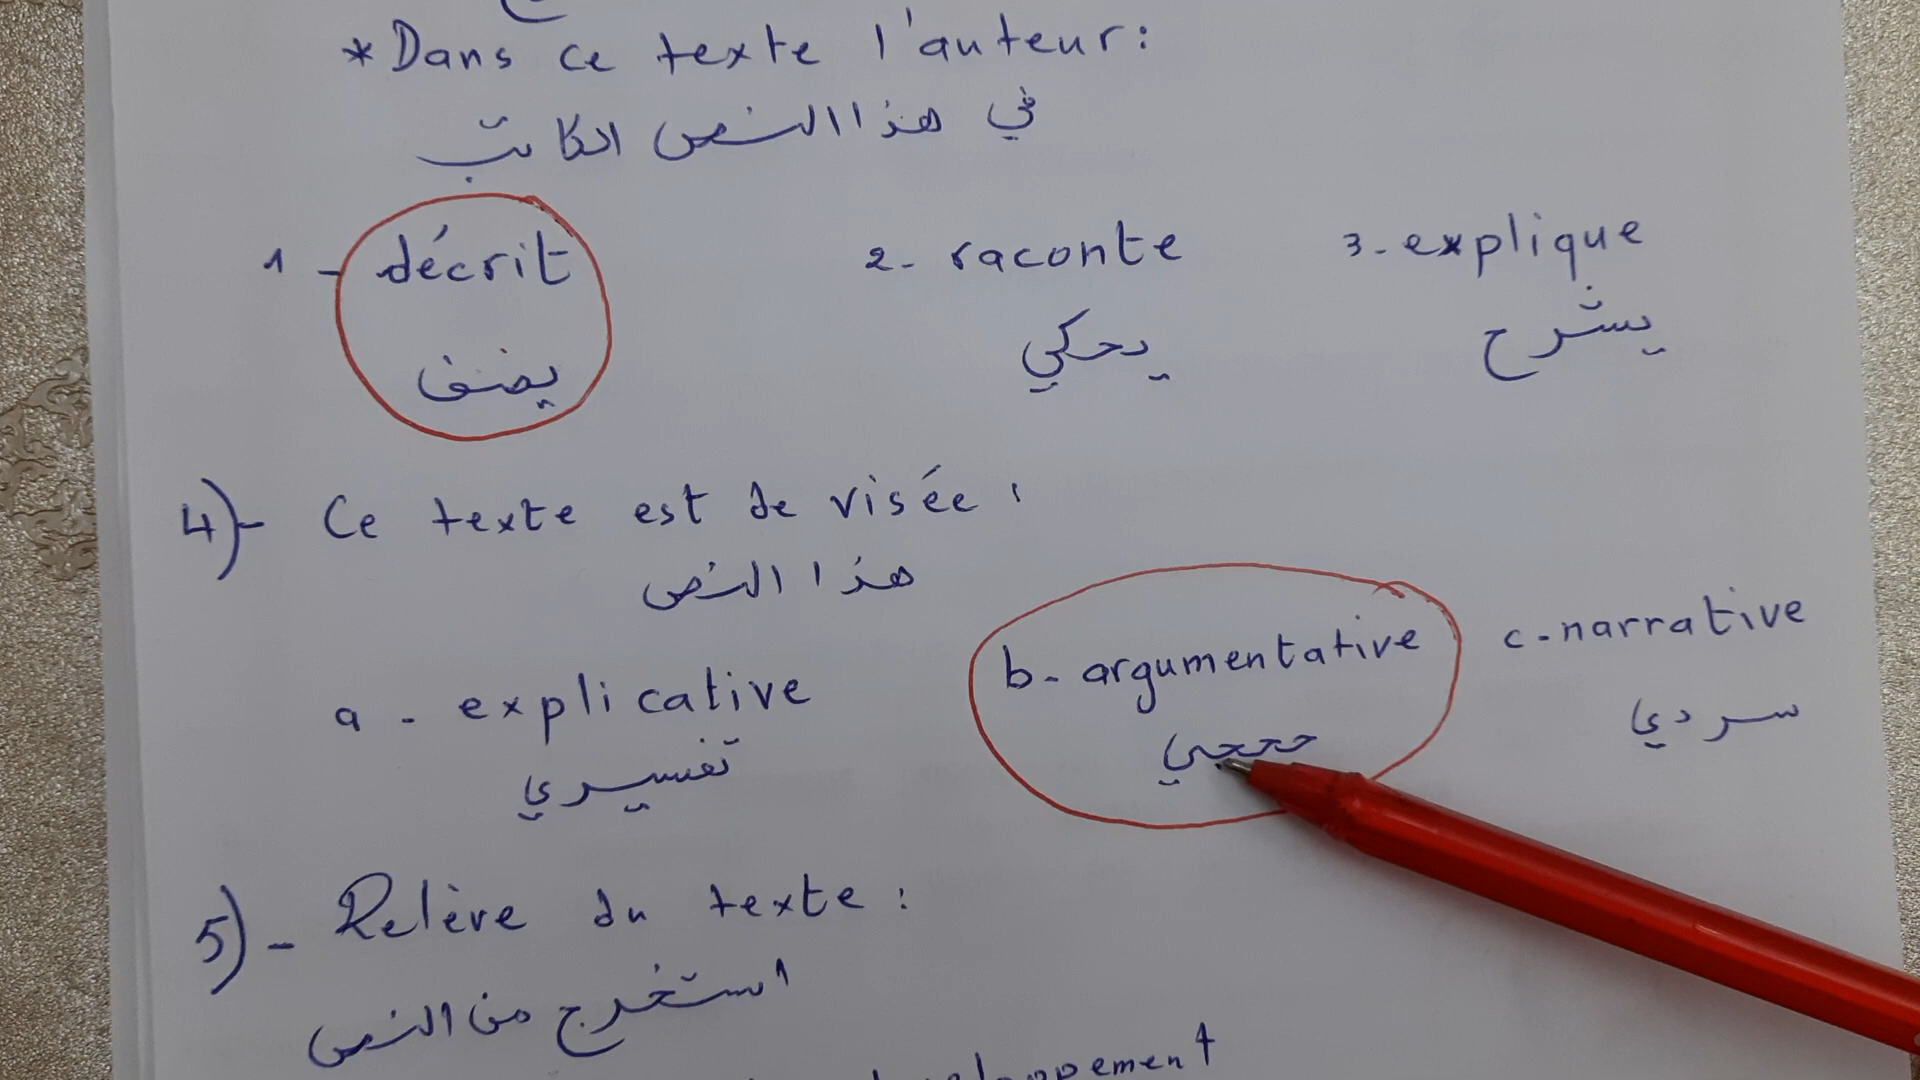 * Dans ce texte l'auteur:
في هذا النص الكاتب
1 - décrit 2- raconte 3- explique
يصف يحكي يشرح
4)- Ce texte est de visée :
هذا النص
a - explicative b- argumentative c- narrative
تفسيري حججي سردي
5)- Relève du texte :
استخرج من النص